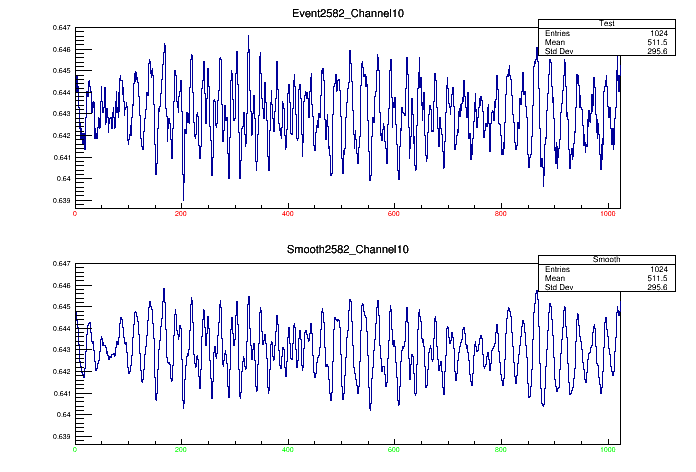 Event2582_Channel10
Test
Entries 1024
Mean 511.5
Std Dev 295.6
0.647
0.646
0.645
0.644
0.643
0.642
0.641
0.64
0.639
0 200 400 600 800 1000
Smooth2582_Channel10
Smooth
Entries 1024
Mean 511.5
Std Dev 295.6
0.647
0.646
0.645
0.644
0.643
0.642
0.641
0.64
0.639
0 200 400 600 800 1000